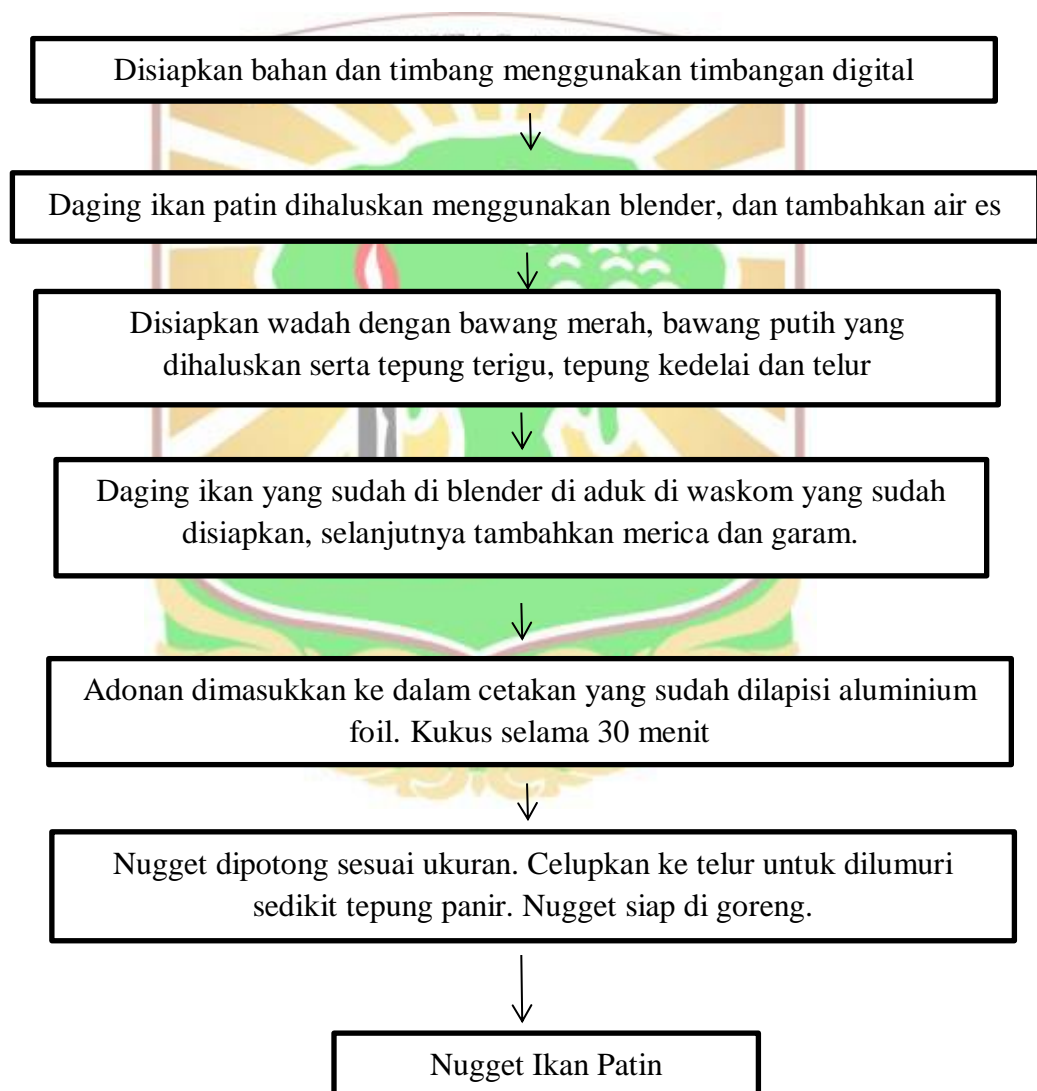 Disiapkan bahan dan timbang menggunakan timbangan digital
Daging ikan patin dihaluskan menggunakan blender, dan tambahkan air es
Disiapkan wadah dengan bawang merah, bawang putih yang
dihaluskan serta tepung terigu, tepung kedelai dan telur
Daging ikan yang sudah di blender di aduk di waskom yang sudah
disiapkan, selanjutnya tambahkan merica dan garam.
Adonan dimasukkan ke dalam cetakan yang sudah dilapisi aluminium
foil. Kukus selama 30 menit
Nugget dipotong sesuai ukuran. Celupkan ke telur untuk dilumuri
sedikit tepung panir. Nugget siap di goreng.
Nugget Ikan Patin